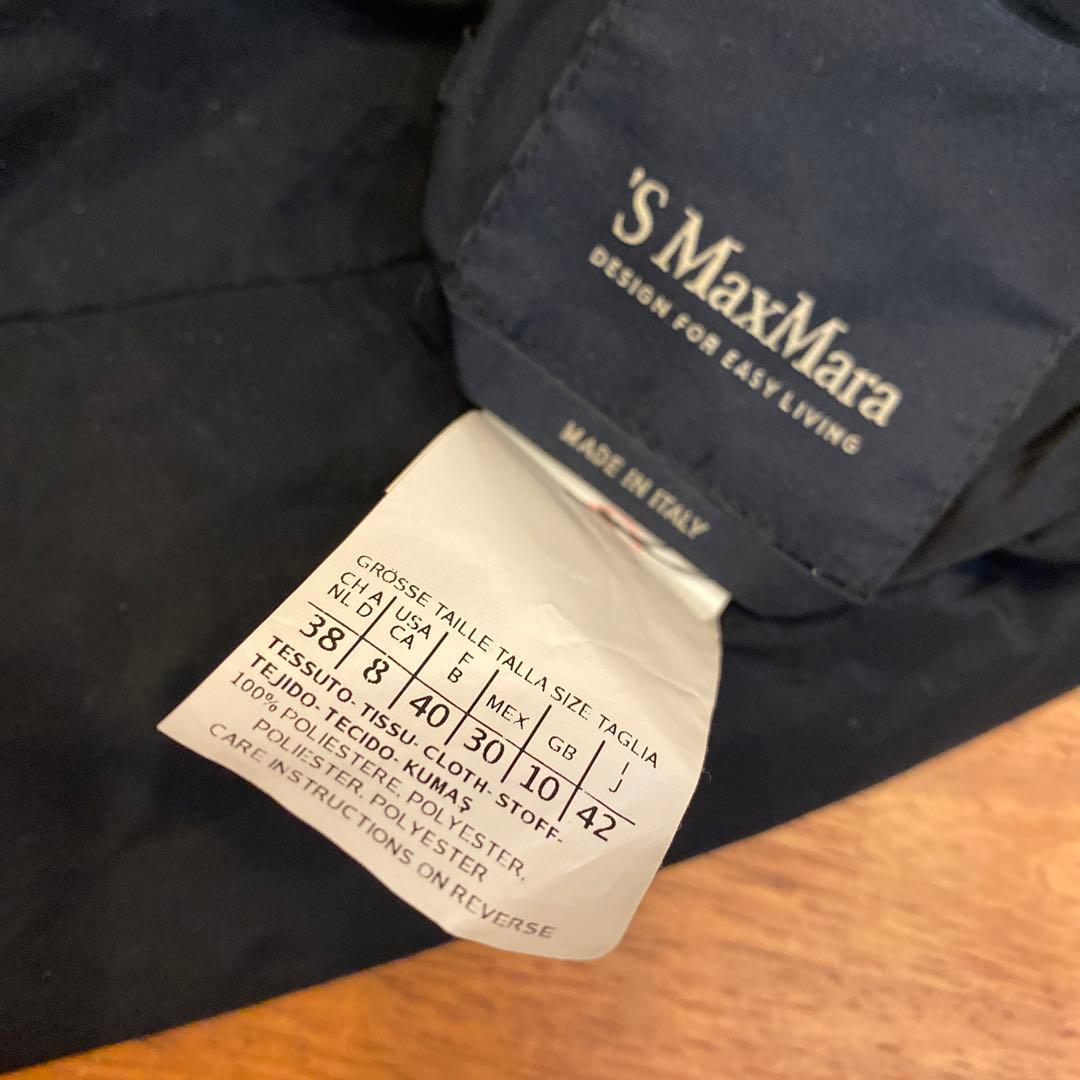 'S MaxMara
DESIGN FOR EASY LIVING
MADE IN ITALY
GRÖSSE TAILLE TALLA SIZE TAGLIA
CH A USA F MEX GB I
NL D CA B J
38 8 40 30 10 42
TESSUTO- TISSU- CLOTH- STOFF-
TEJIDO- TECIDO- KUMAŞ
100% POLIESTERE, POLYESTER,
POLIESTER, POLYESTER
CARE INSTRUCTIONS ON REVERSE